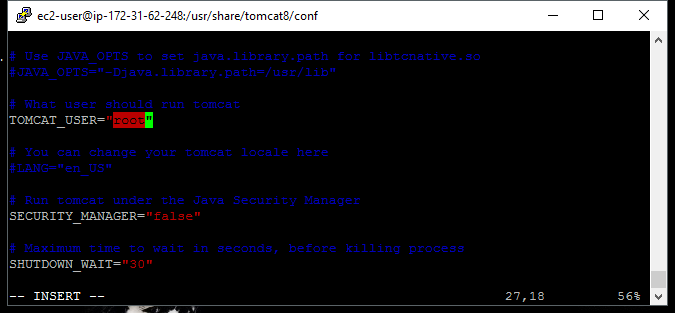 ec2-user@ip-172-31-62-248:/usr/share/tomcat8/conf
# Use JAVA_OPTS to set java.library.path for libtcnative.so
#JAVA_OPTS="-Djava.library.path=/usr/lib"
# What user should run tomcat
TOMCAT_USER="root"
# You can change your tomcat locale here
#LANG="en_US"
# Run tomcat under the Java Security Manager
SECURITY_MANAGER="false"
# Maximum time to wait in seconds, before killing process
SHUTDOWN_WAIT="30"
-- INSERT -- 27,18 56%